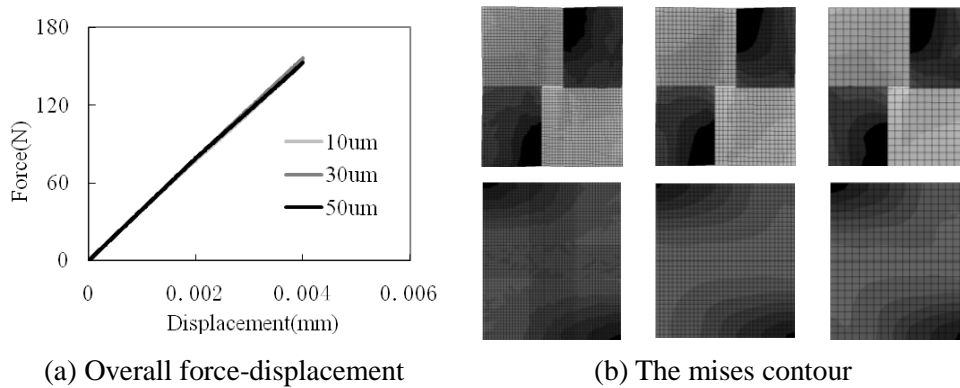 180
120
60
0
Force(N)
10um
30um
50um
0
0.002
0.004
0.006
Displacement(mm)
(a) Overall force-displacement
(b) The mises contour